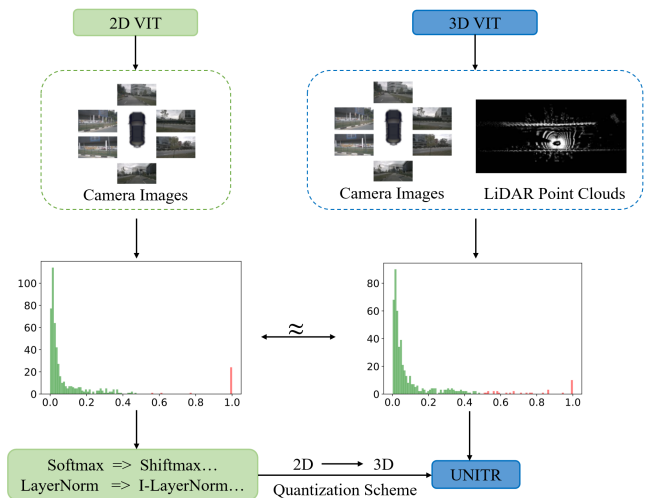 2D VIT
3D VIT
Camera Images
Camera Images
LiDAR Point Clouds
100
80
60
40
20
0
0.0 0.2 0.4 0.6 0.8 1.0
≈
80
60
40
20
0
0.0 0.2 0.4 0.6 0.8 1.0
Softmax => Shiftmax...
LayerNorm => I-LayerNorm...
2D 3D
Quantization Scheme
UNITR